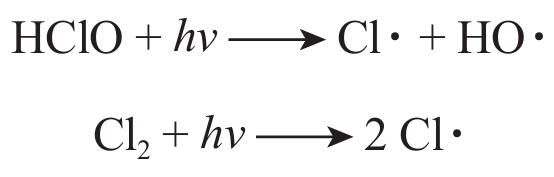 HClO + hν ⟶ Cl· + HO·
Cl₂ + hν ⟶ 2 Cl·